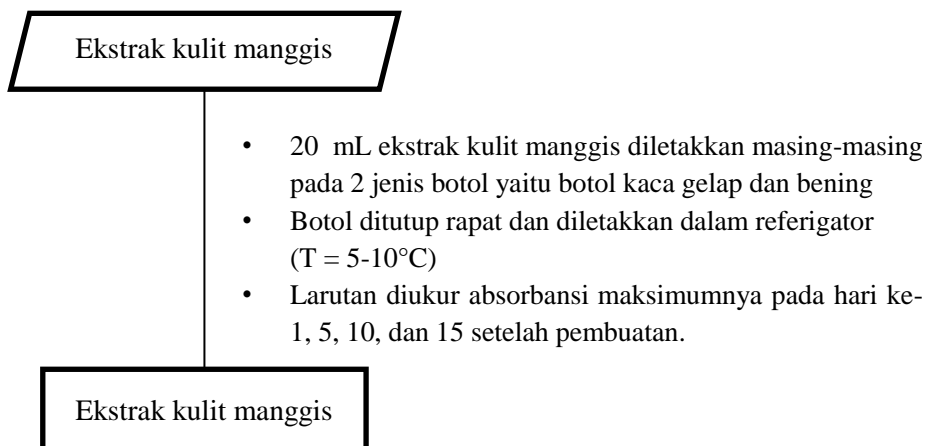 Ekstrak kulit manggis
• 20 mL ekstrak kulit manggis diletakkan masing-masing
pada 2 jenis botol yaitu botol kaca gelap dan bening
• Botol ditutup rapat dan diletakkan dalam referigator
(T = 5-10°C)
• Larutan diukur absorbansi maksimumnya pada hari ke-
1, 5, 10, dan 15 setelah pembuatan.
Ekstrak kulit manggis